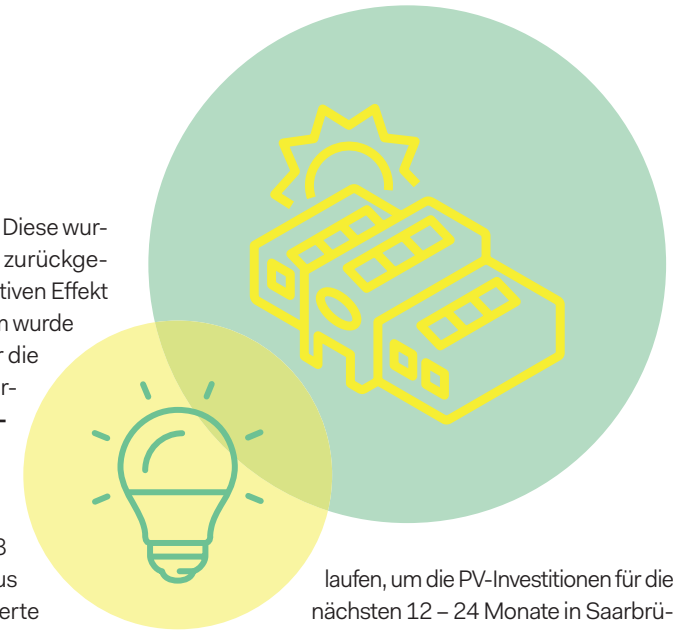 Diese wur-
zurückge-
tiven Effekt
n wurde
r die
r-
-
3
us
erte
laufen, um die PV-Investitionen für die
nächsten 12 – 24 Monate in Saarbrü-